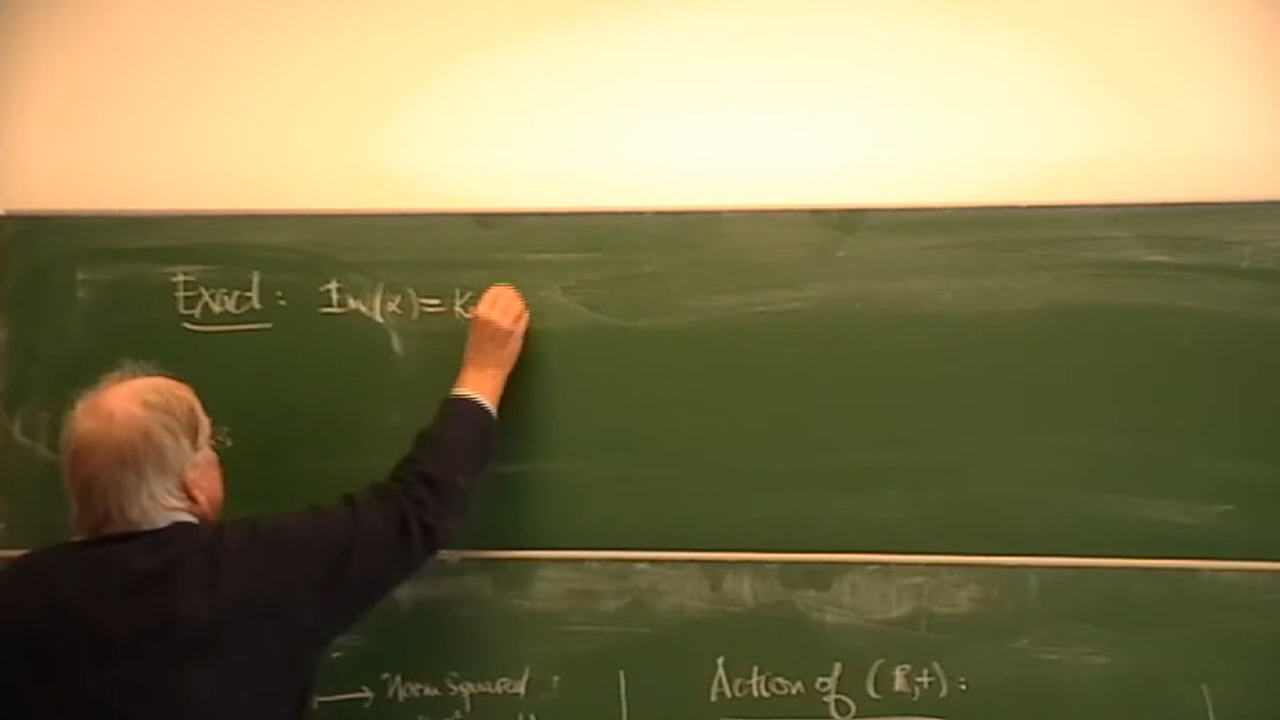 Exact: Im(α) = K
→ Norm Squared :
Action of (ℝ,+):